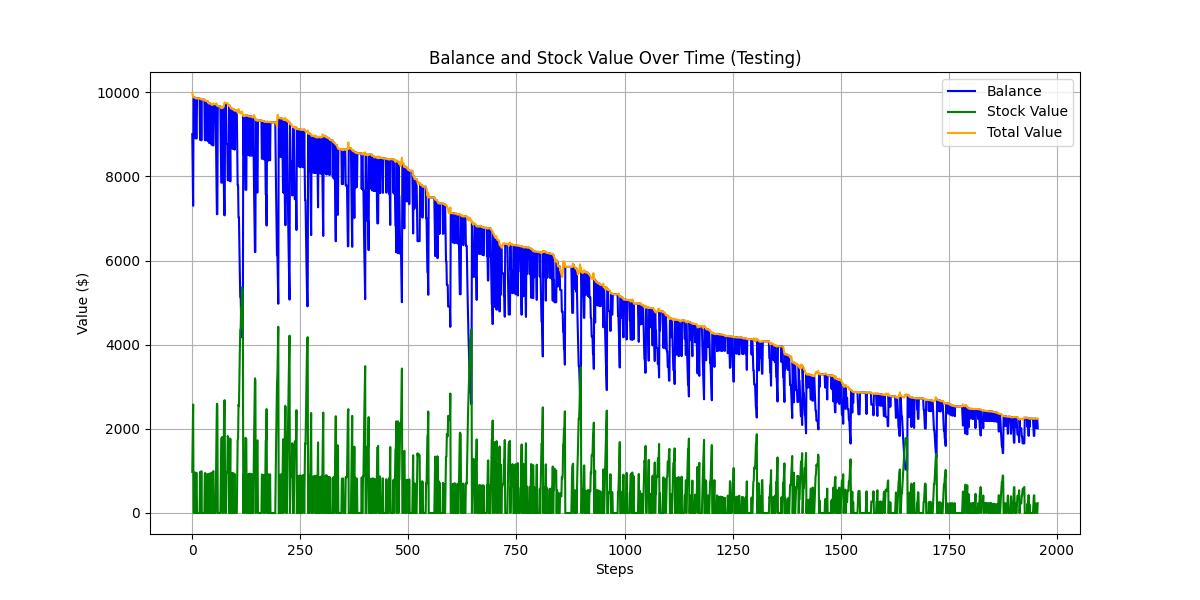 Balance and Stock Value Over Time (Testing)
Balance
Stock Value
Total Value
10000
8000
6000
4000
2000
0
Value ($)
0 250 500 750 1000 1250 1500 1750 2000
Steps